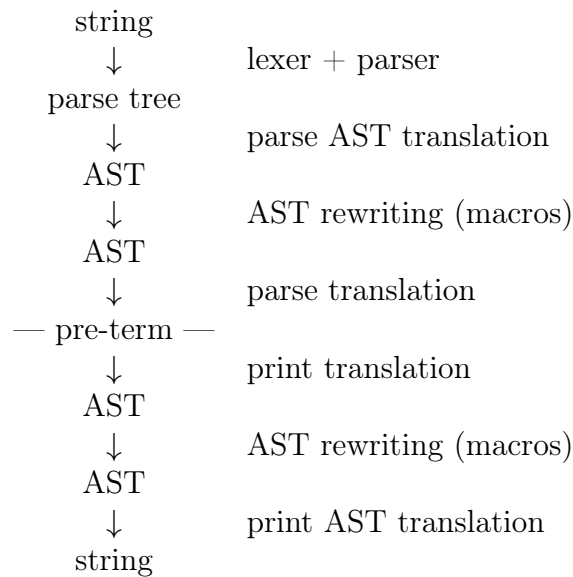 string
↓ lexer + parser
parse tree
↓ parse AST translation
AST
↓ AST rewriting (macros)
AST
↓ parse translation
— pre-term —
↓ print translation
AST
↓ AST rewriting (macros)
AST
↓ print AST translation
string